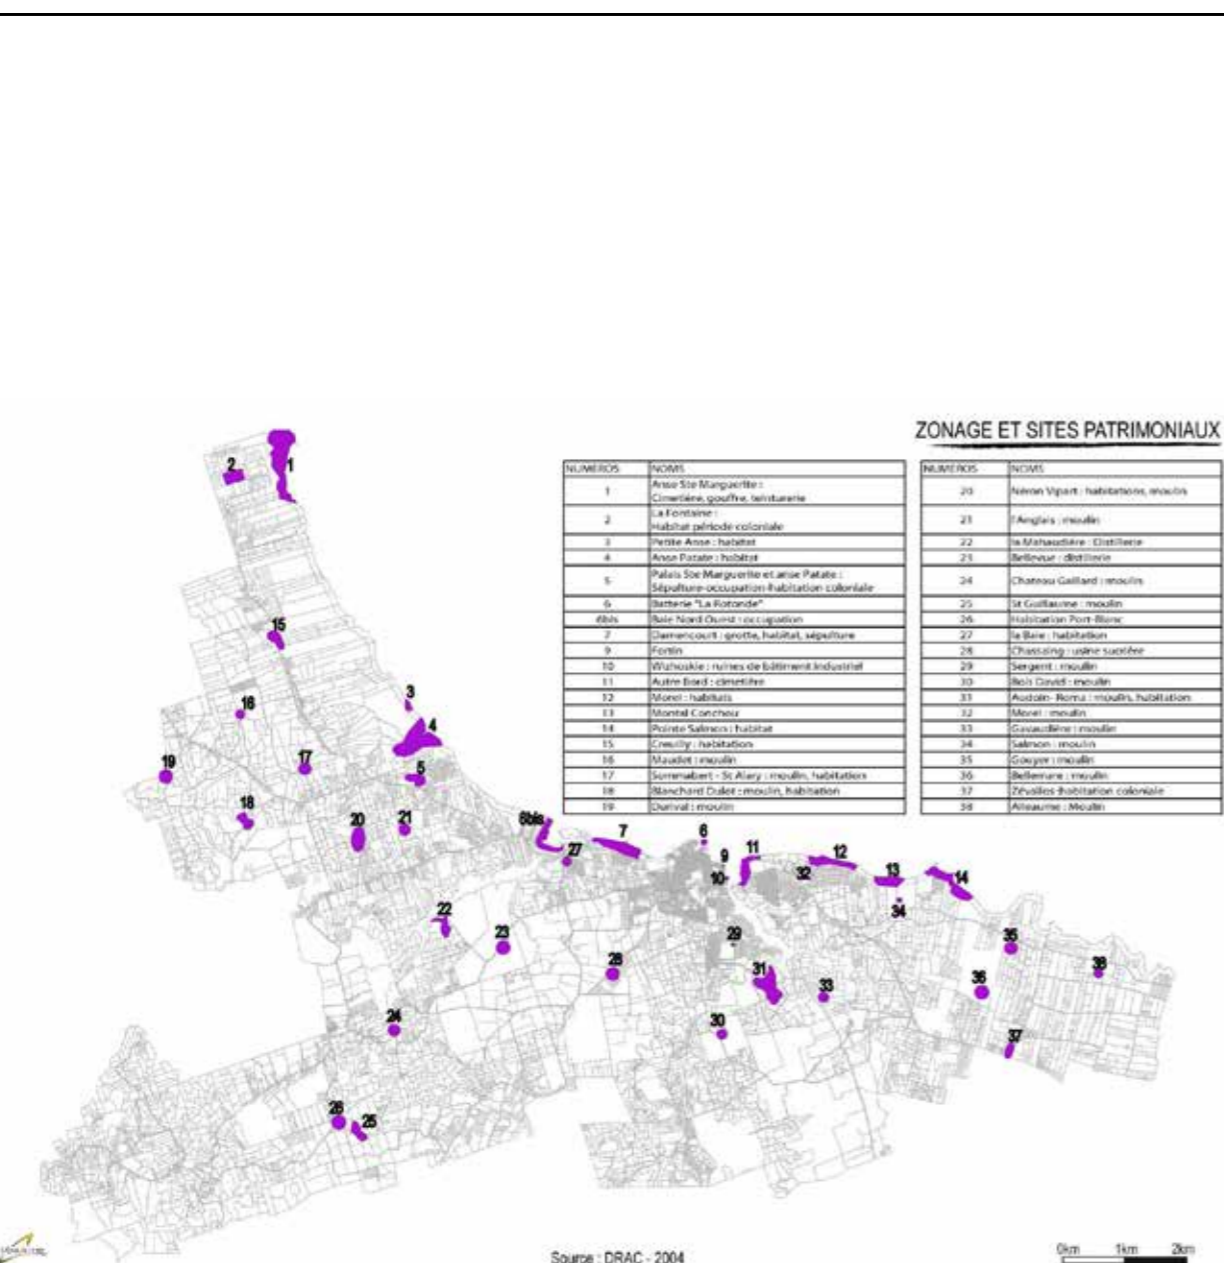 ZONAGE ET SITES PATRIMONIAUX
NUMEROS NOMS
1 Anse Ste Marguerite :
Cimetière, gouffre, teinturerie
2 La Fontaine :
Habitat période coloniale
3 Petite Anse : habitat
4 Anse Patate : habitat
5 Palais Ste Marguerite et anse Patate :
Sépulture-occupation-habitation coloniale
6 Batterie "La Rotonde"
6bis Baie Nord Ouest : occupation
7 Damencourt : grotte, habitat, sépulture
9 Fortin
10 Wuhoskie : ruines de bâtiment industriel
11 Autre Bord : cimetière
12 Morel : habitats
13 Montal Conchou
14 Pointe Salmon : habitat
15 Creuilly : habitation
16 Maudet : moulin
17 Sommabert - St Alary : moulin, habitation
18 Blanchard Dulot : moulin, habitation
19 Durival : moulin
NUMEROS NOMS
20 Néron Vipart : habitations, moulin
21 l'Anglais : moulin
22 la Mahaudière : Distillerie
23 Bellevue : distillerie
24 Chateau Gaillard : moulin
25 St Guillaume : moulin
26 Habitation Port-Blanc
27 la Baie : habitation
28 Chassaing : usine sucrière
29 Sergent : moulin
30 Bois David : moulin
31 Audoin- Roma : moulin, habitation
32 Morel : moulin
33 Gavaudière : moulin
34 Salmon : moulin
35 Gouyer : moulin
36 Bellemare : moulin
37 Zévallos :habitation coloniale
38 Alleaume : Moulin
2
1
15
3
16
4
19
17
5
18
20
21
6bis
7
6
27
9
10
11
12
32
13
14
34
22
23
29
35
28
31
36
38
33
24
30
37
26
25
Source : DRAC - 2004
0km 1km 2km